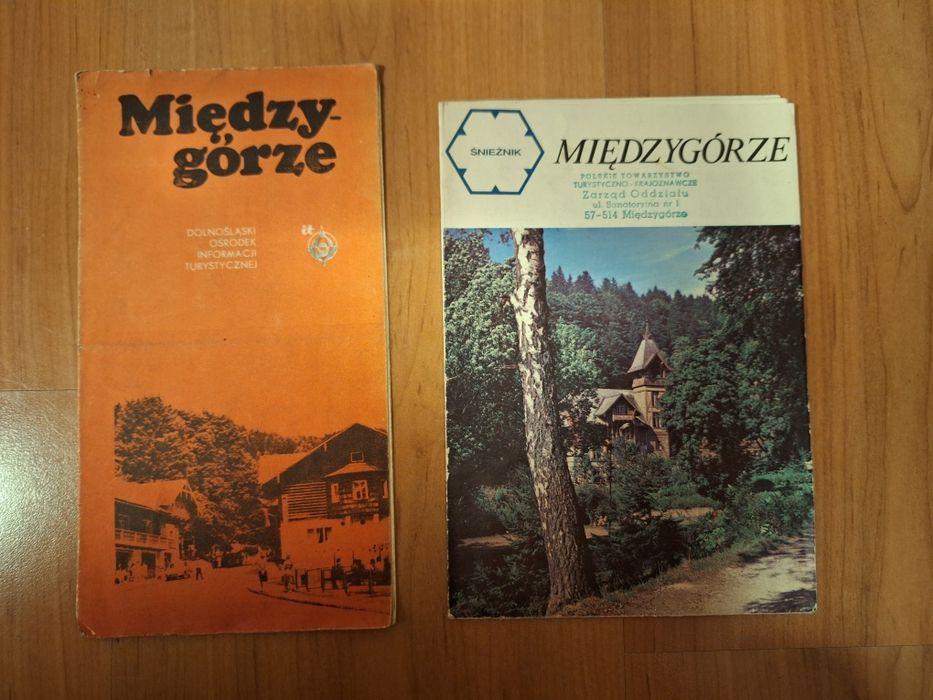 Między-
górze
DOLNOŚLĄSKI
OŚRODEK
INFORMACJI
TURYSTYCZNEJ
it
ŚNIEŻNIK
MIĘDZYGÓRZE
POLSKIE TOWARZYSTWO
TURYSTYCZNO-KRAJOZNAWCZE
Zarząd Oddziału
ul. Sanatoryjna nr 1
57-514 Międzygórze